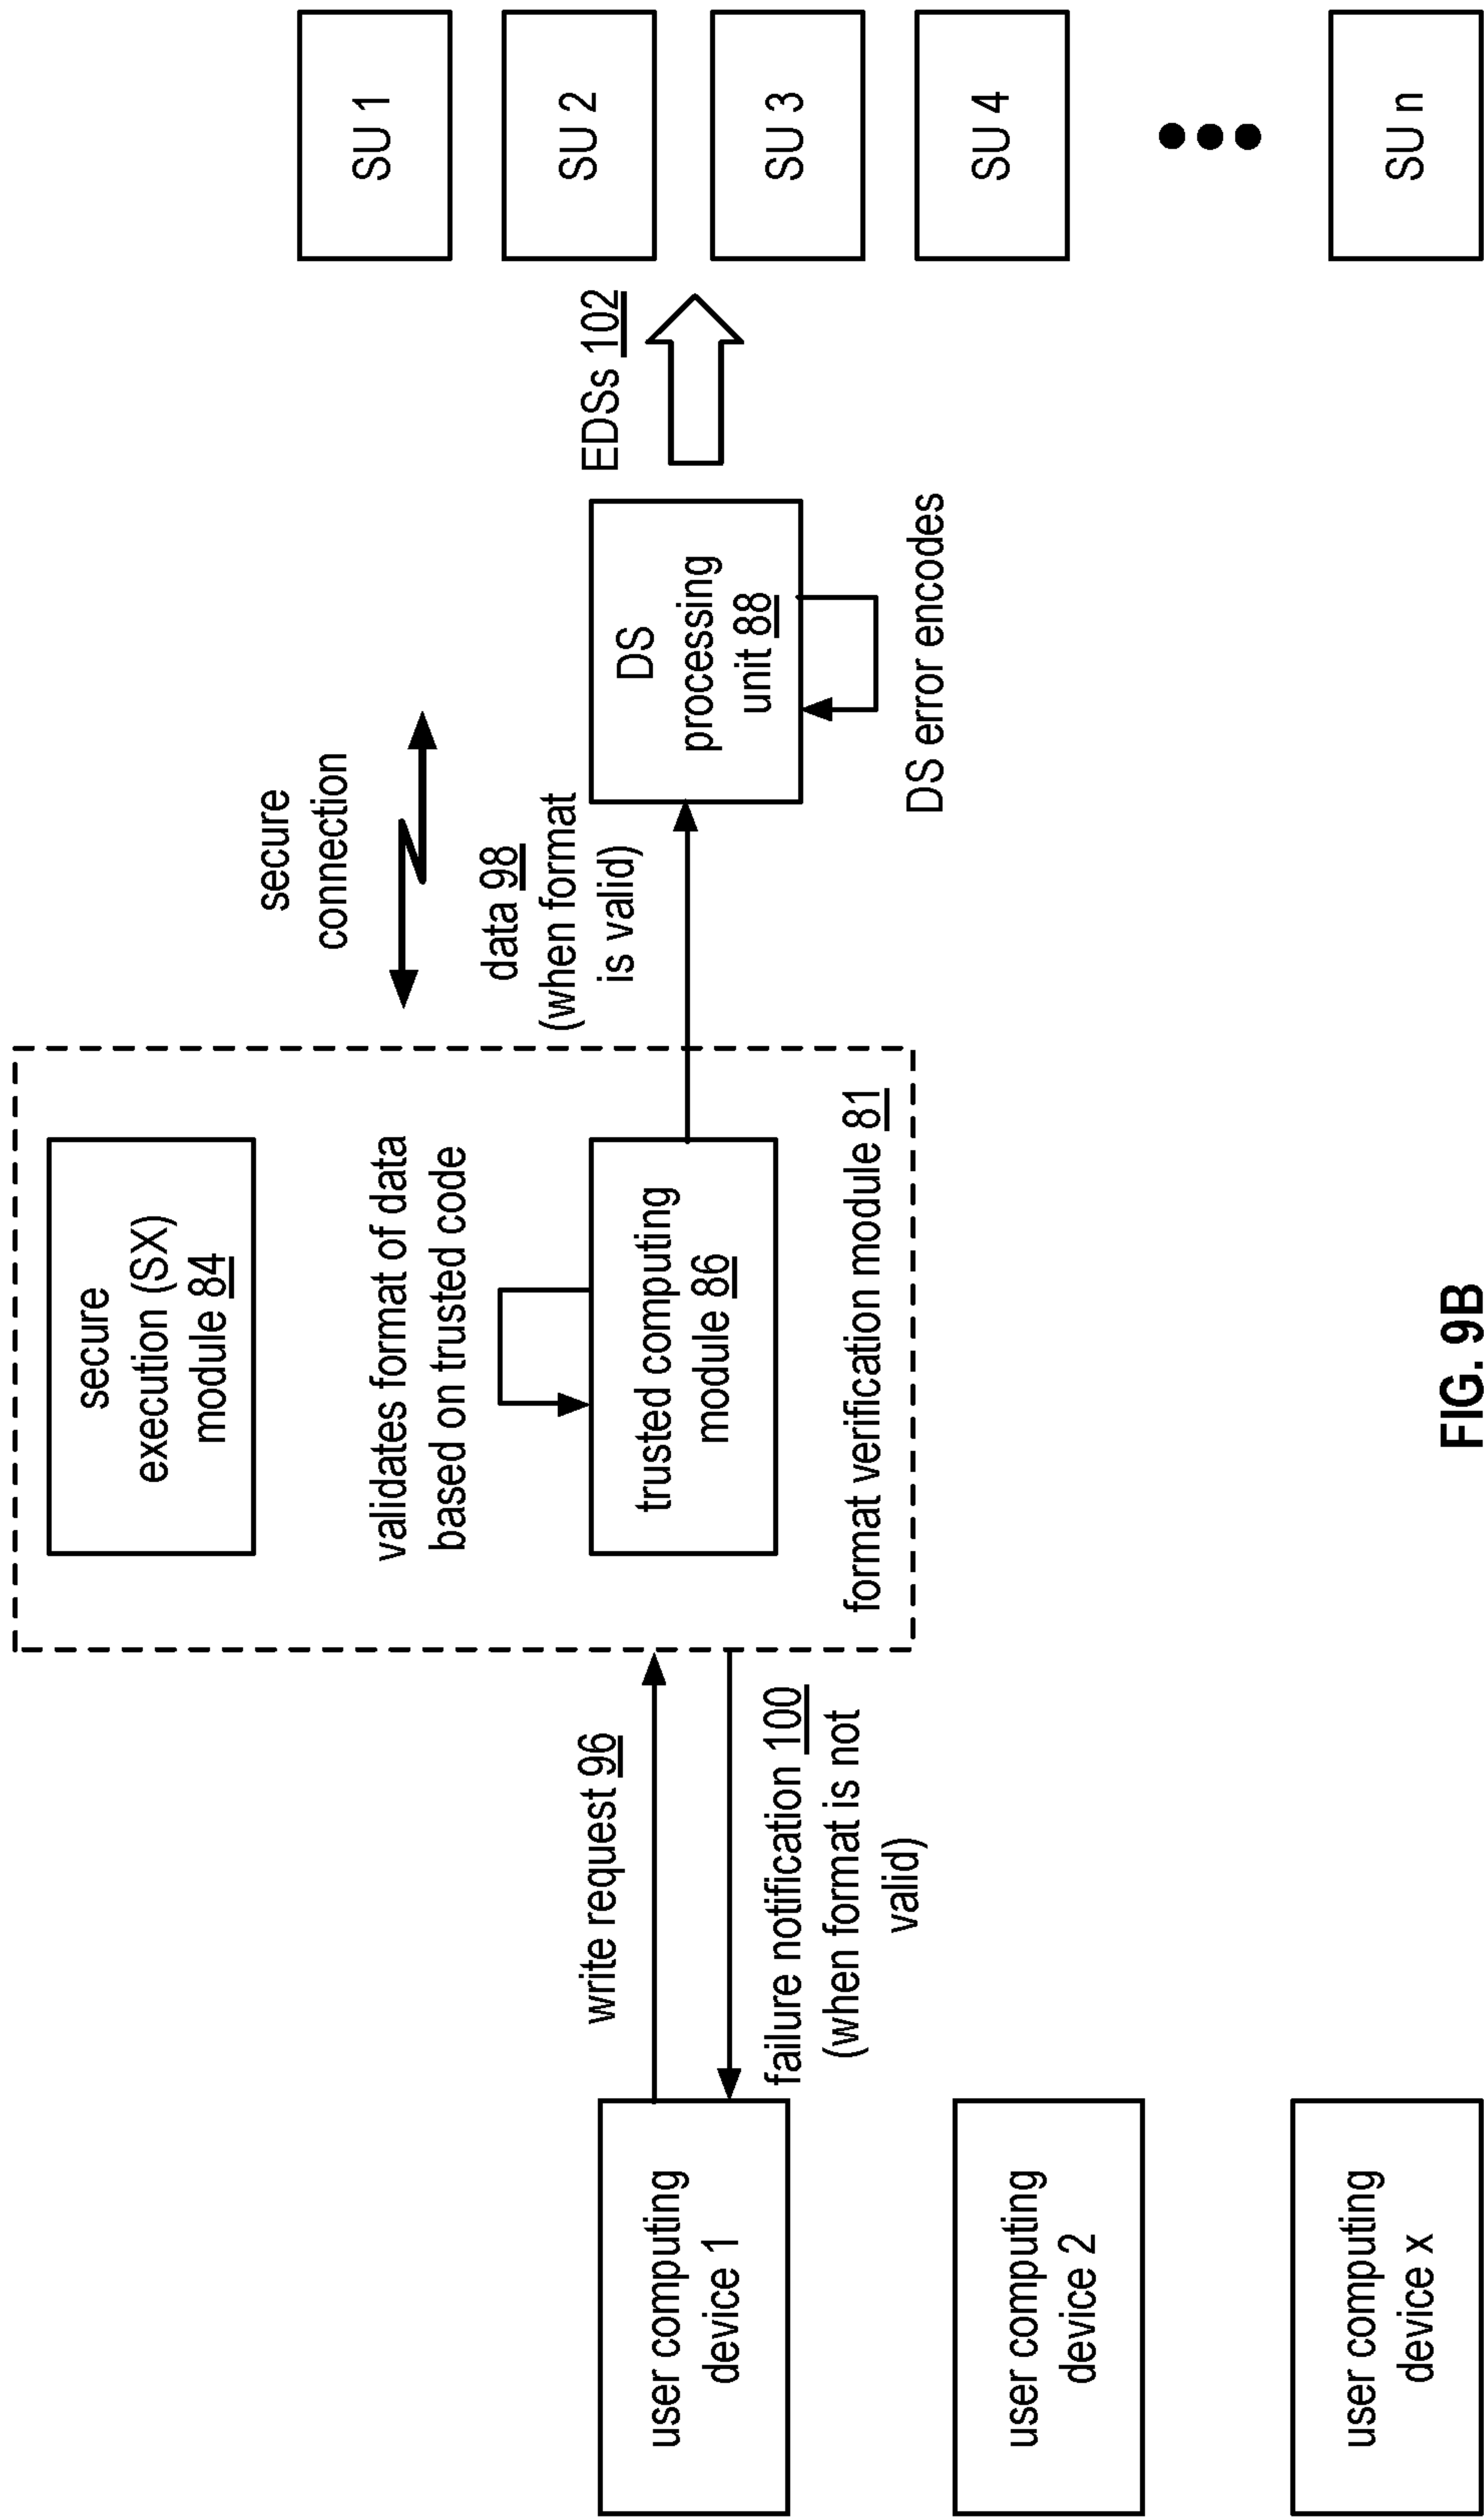 user computing
device 1
user computing
device 2
user computing
device x
write request 96
failure notification 100
(when format is not
valid)
secure
execution (SX)
module 84
validates format of data
based on trusted code
trusted computing
module 86
format verification module 81
secure
connection
data 98
(when format
is valid)
DS
processing
unit 88
DS error encodes
EDSs 102
SU 1
SU 2
SU 3
SU 4
SU n
FIG. 9B